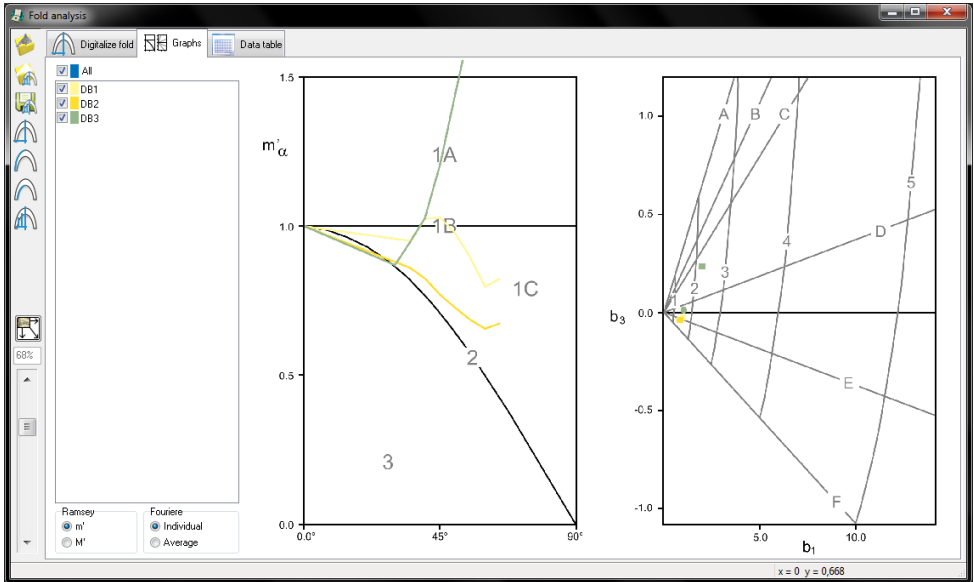 Fold analysis
Digitalize fold
Graphs
Data table
All
DB1
DB2
DB3
68%
Ramsey
m'
M'
Fouriere
Individual
Average
1.5
m'α
1.0
0.5
0.0
0.0°
45°
90°
1A
1B
1C
2
3
1.0
0.5
b3
0.0
-0.5
-1.0
5.0
10.0
b1
A
B
C
D
E
F
1
2
3
4
5
x = 0 y = 0,668